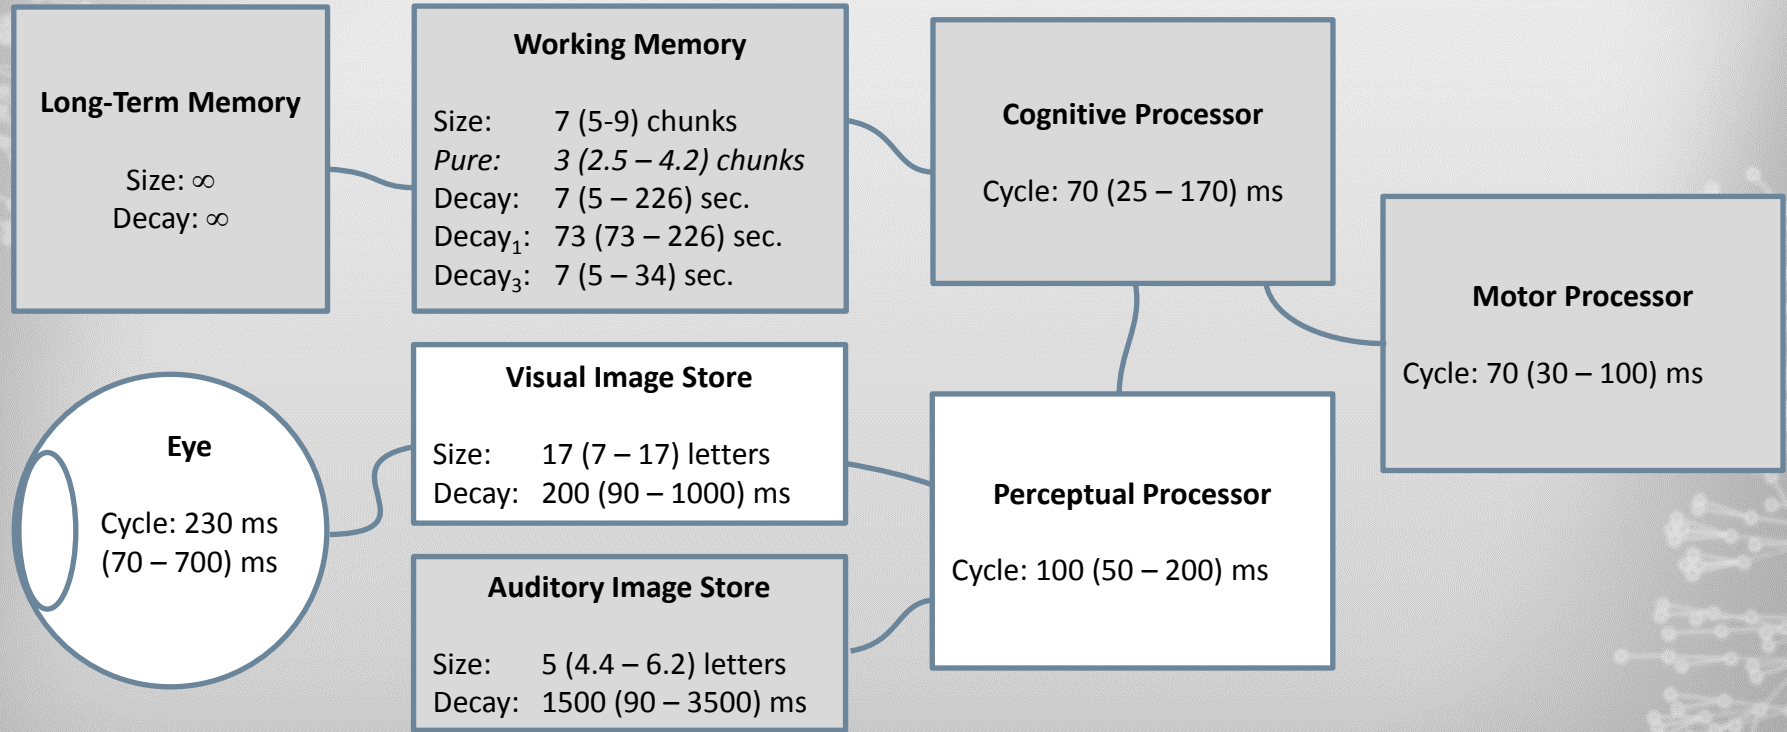 Long-Term Memory
Size: ∞
Decay: ∞
Working Memory
Size: 7 (5-9) chunks
Pure: 3 (2.5 – 4.2) chunks
Decay: 7 (5 – 226) sec.
Decay₁: 73 (73 – 226) sec.
Decay₃: 7 (5 – 34) sec.
Cognitive Processor
Cycle: 70 (25 – 170) ms
Motor Processor
Cycle: 70 (30 – 100) ms
Eye
Cycle: 230 ms
(70 – 700) ms
Visual Image Store
Size: 17 (7 – 17) letters
Decay: 200 (90 – 1000) ms
Perceptual Processor
Cycle: 100 (50 – 200) ms
Auditory Image Store
Size: 5 (4.4 – 6.2) letters
Decay: 1500 (90 – 3500) ms